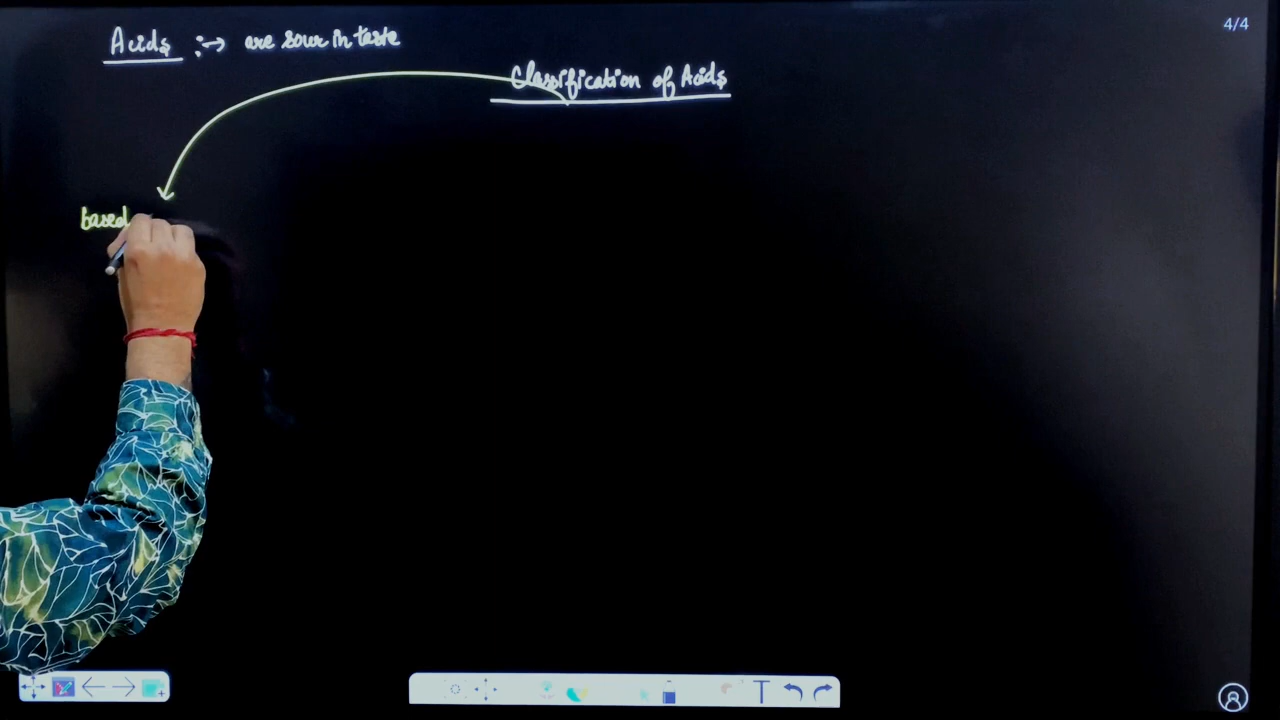 Acids :→ are sour in taste
4/4
Classification of Acids
based
T